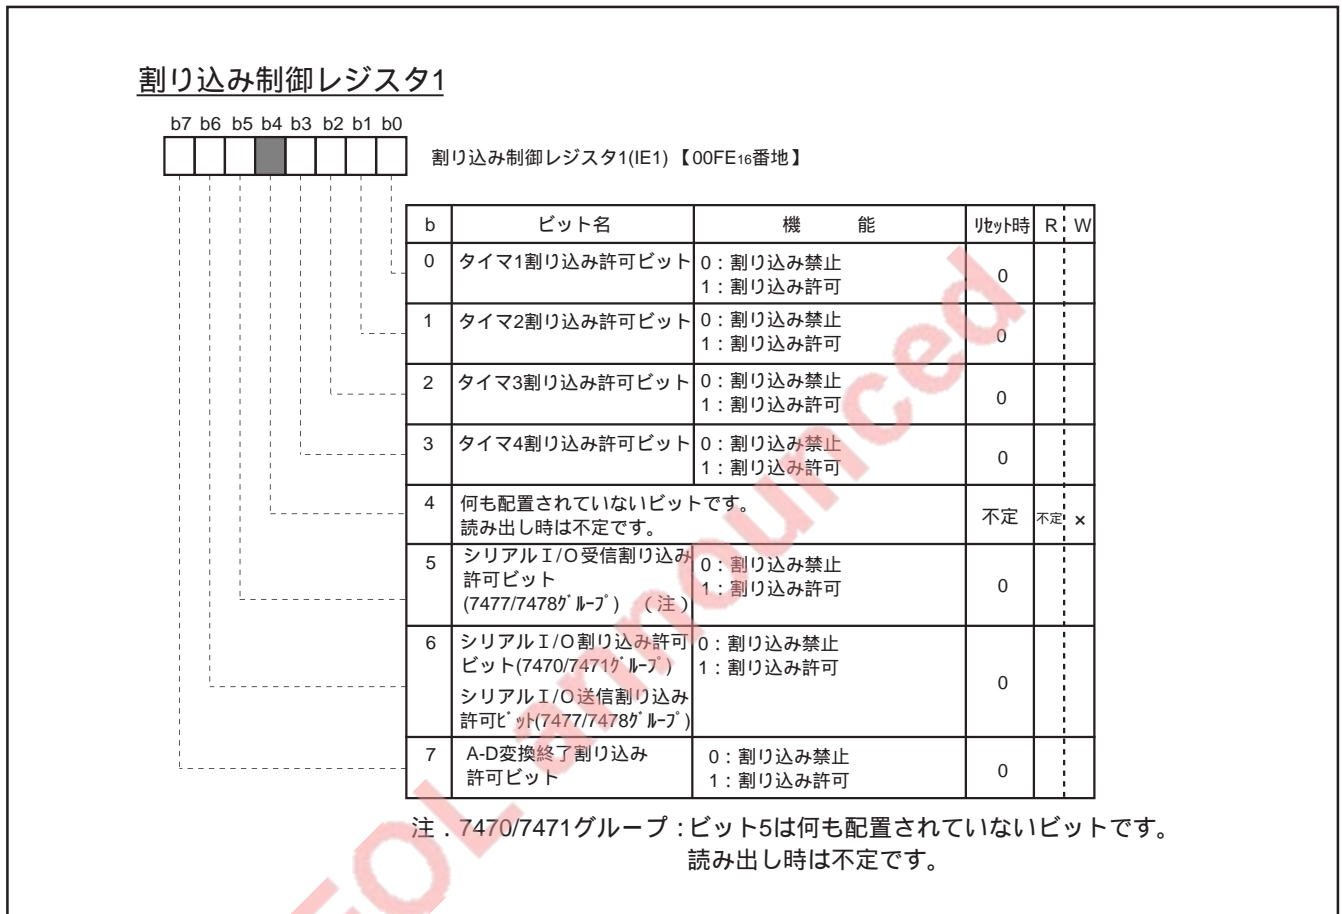 割り込み制御レジスタ1
b7 b6 b5 b4 b3 b2 b1 b0
割り込み制御レジスタ1(IE1)【00FE16番地】
b ビット名 機 能 ﾘｾｯﾄ時 R W
0 タイマ1割り込み許可ビット 0：割り込み禁止 0
1：割り込み許可
1 タイマ2割り込み許可ビット 0：割り込み禁止 0
1：割り込み許可
2 タイマ3割り込み許可ビット 0：割り込み禁止 0
1：割り込み許可
3 タイマ4割り込み許可ビット 0：割り込み禁止 0
1：割り込み許可
4 何も配置されていないビットです。 不定 不定 ×
読み出し時は不定です。
5 シリアルI/O受信割り込み 0：割り込み禁止 0
許可ビット 1：割り込み許可
(7477/7478ｸﾞﾙｰﾌﾟ) （注）
6 シリアルI/O割り込み許可 0：割り込み禁止 0
ビット(7470/7471ｸﾞﾙｰﾌﾟ) 1：割り込み許可
シリアルI/O送信割り込み
許可ﾋﾞｯﾄ(7477/7478ｸﾞﾙｰﾌﾟ)
7 A-D変換終了割り込み 0：割り込み禁止 0
許可ビット 1：割り込み許可
注．7470/7471グループ：ビット5は何も配置されていないビットです。
読み出し時は不定です。
EOL announced